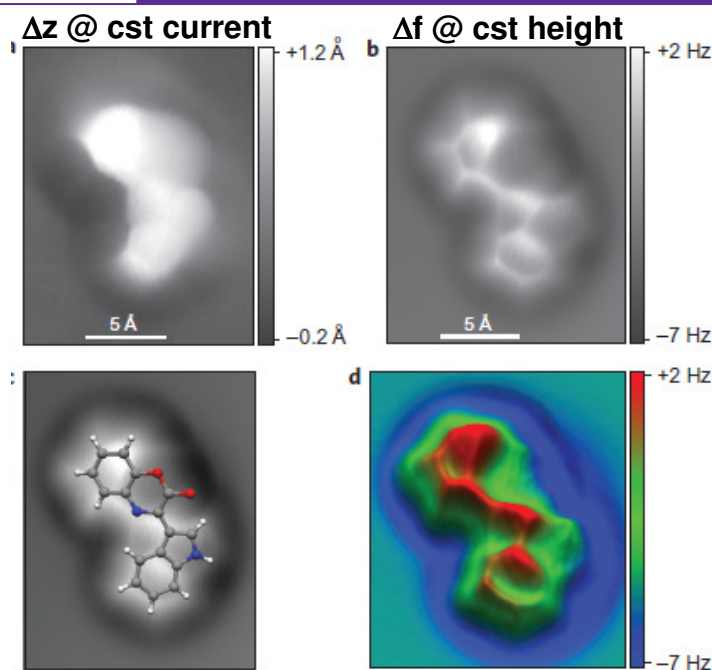 Δz @ cst current
Δf @ cst height
+1.2 Å
b
+2 Hz
5 Å
−0.2 Å
5 Å
−7 Hz
d
+2 Hz
−7 Hz